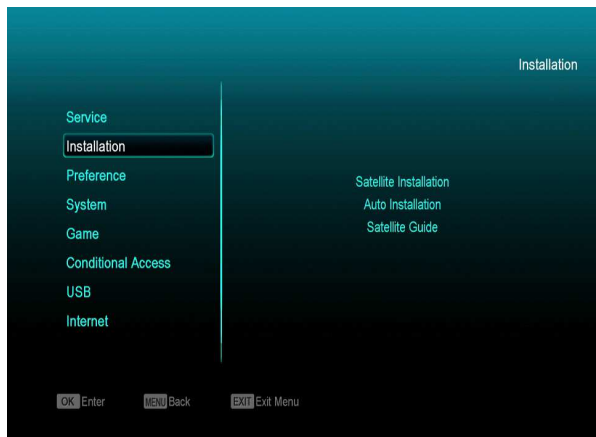 Installation
Service
Installation
Preference
System
Game
Conditional Access
USB
Internet
Satellite Installation
Auto Installation
Satellite Guide
OK Enter MENU Back EXIT Exit Menu